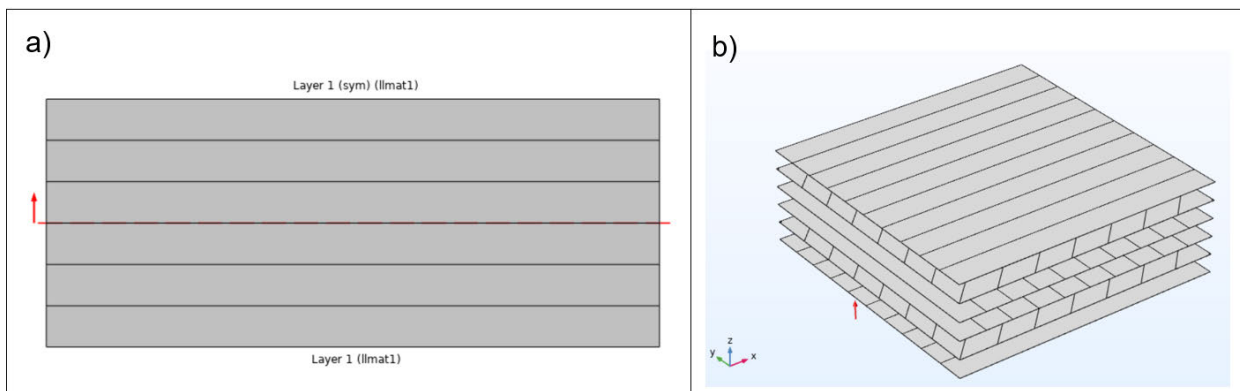 a)
Layer 1 (sym) (llmat1)
Layer 1 (llmat1)
b)
z
y
x